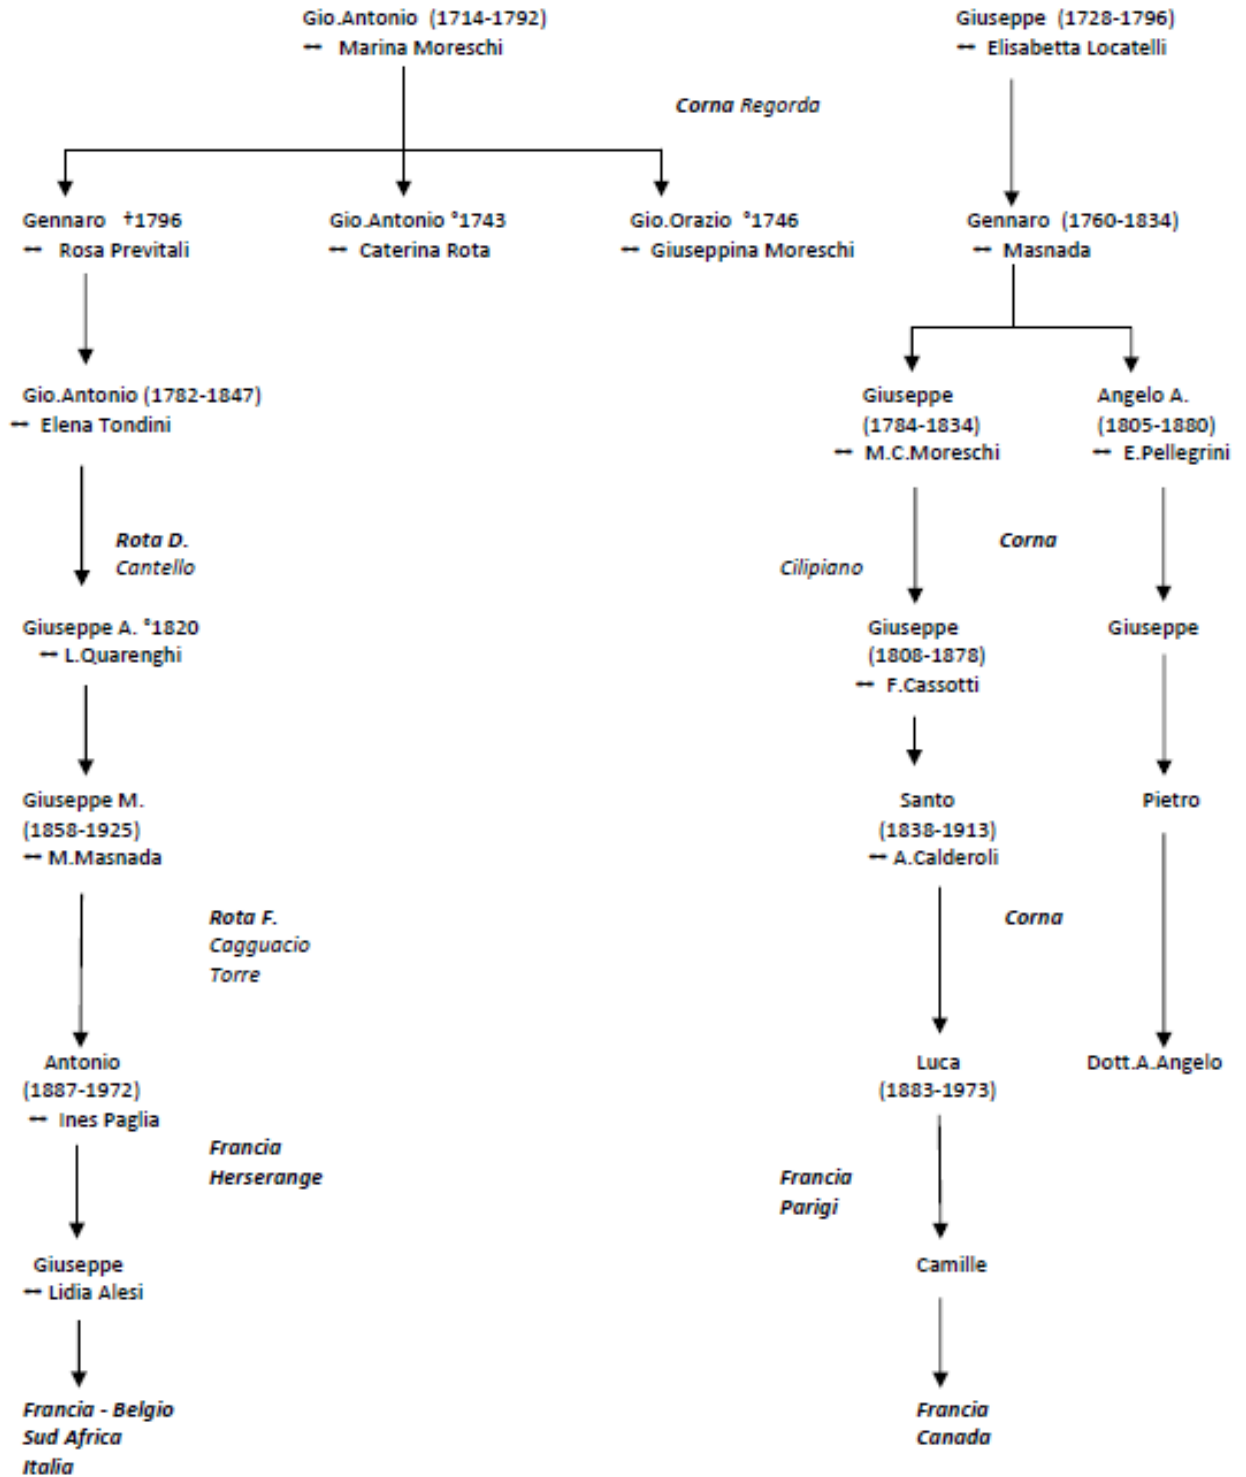 Gio.Antonio (1714-1792)
↔ Marina Moreschi
Giuseppe (1728-1796)
↔ Elisabetta Locatelli
Corna Regorda
Gennaro †1796
↔ Rosa Previtali
Gio.Antonio °1743
↔ Caterina Rota
Gio.Orazio °1746
↔ Giuseppina Moreschi
Gennaro (1760-1834)
↔ Masnada
Gio.Antonio (1782-1847)
↔ Elena Tondini
Giuseppe
(1784-1834)
↔ M.C.Moreschi
Angelo A.
(1805-1880)
↔ E.Pellegrini
Rota D.
Cantello
Cilipiano
Corna
Giuseppe A. °1820
↔ L.Quarenghi
Giuseppe
(1808-1878)
↔ F.Cassotti
Giuseppe
Giuseppe M.
(1858-1925)
↔ M.Masnada
Santo
(1838-1913)
↔ A.Calderoli
Pietro
Rota F.
Cagguacio
Torre
Corna
Antonio
(1887-1972)
↔ Ines Paglia
Luca
(1883-1973)
Dott.A.Angelo
Francia
Herserange
Francia
Parigi
Giuseppe
↔ Lidia Alesi
Camille
Francia - Belgio
Sud Africa
Italia
Francia
Canada